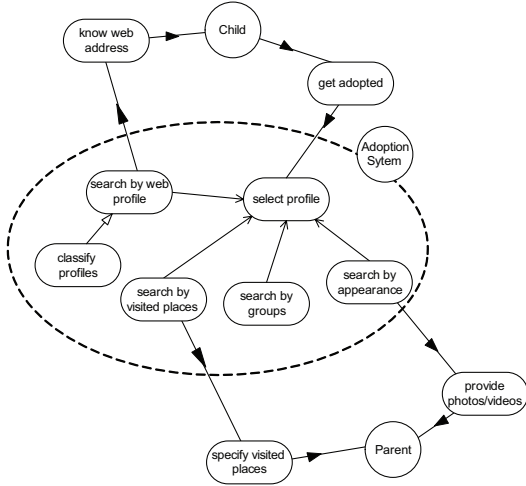 know web
address
Child
get adopted
Adoption
Sytem
search by web
profile
select profile
classify
profiles
search by
visited places
search by
groups
search by
appearance
provide
photos/videos
specify visited
places
Parent